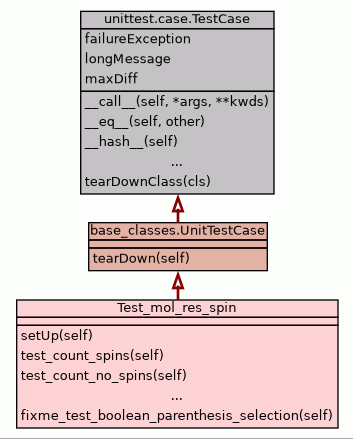 unittest.case.TestCase
failureException
longMessage
maxDiff
__call__(self, *args, **kwds)
__eq__(self, other)
__hash__(self)
...
tearDownClass(cls)
base_classes.UnitTestCase
tearDown(self)
Test_mol_res_spin
setUp(self)
test_count_spins(self)
test_count_no_spins(self)
...
fixme_test_boolean_parenthesis_selection(self)